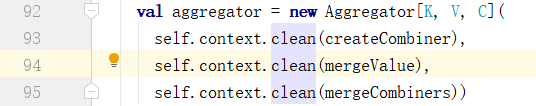 92 val aggregator = new Aggregator[K, V, C](
93 self.context.clean(createCombiner),
94 self.context.clean(mergeValue),
95 self.context.clean(mergeCombiners))